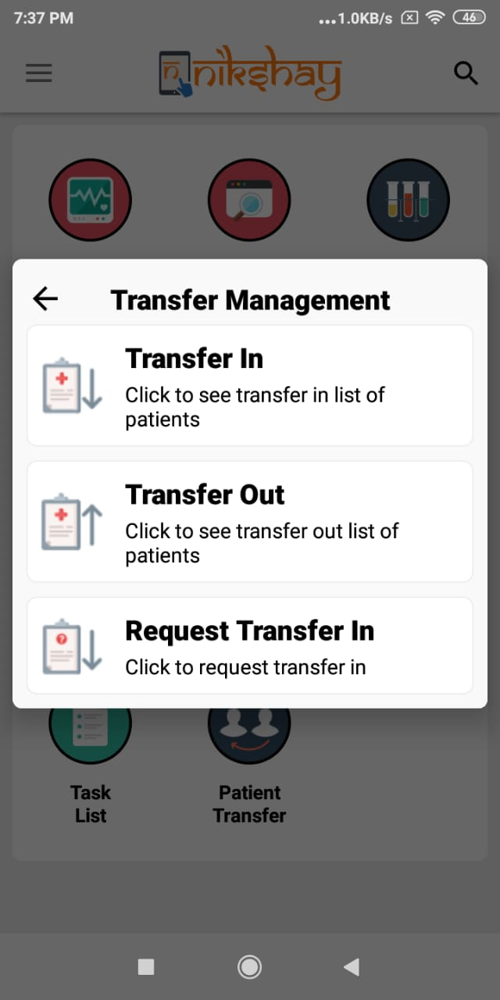 7:37 PM
...1.0KB/s
46
n nikshay
Transfer Management
Transfer In
Click to see transfer in list of
patients
Transfer Out
Click to see transfer out list of
patients
Request Transfer In
Click to request transfer in
Task
List
Patient
Transfer